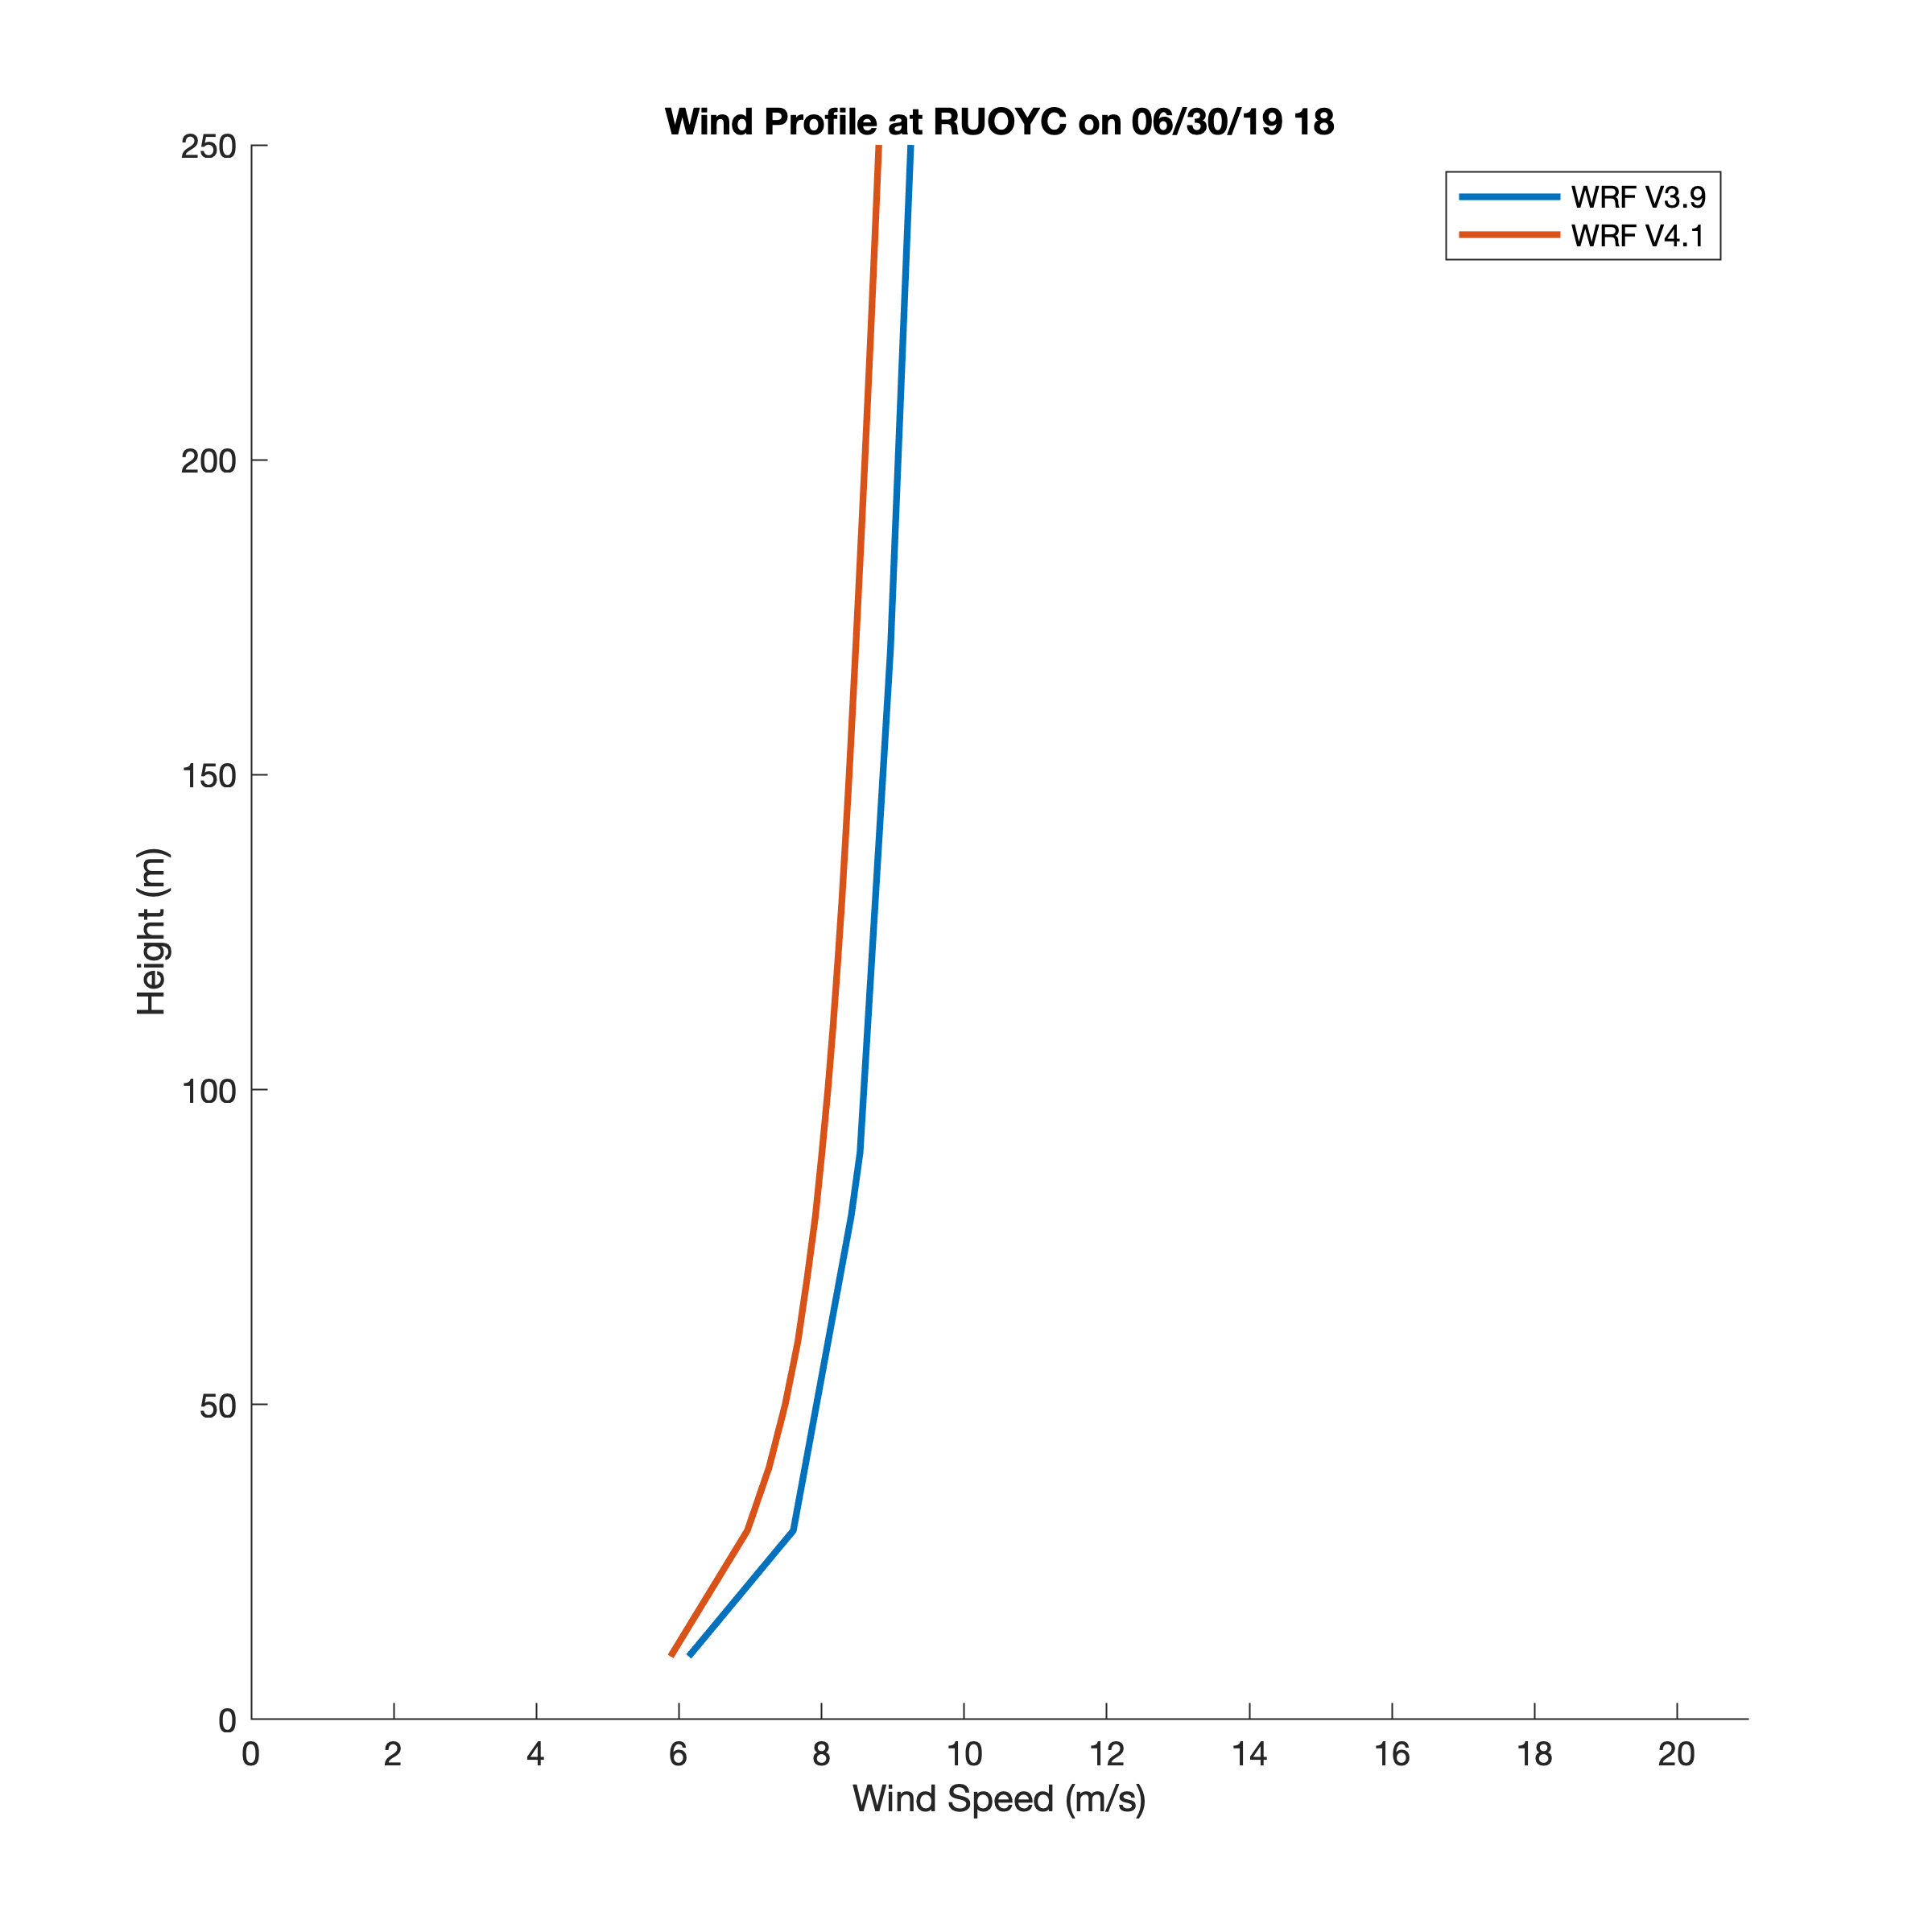 Wind Profile at RUOYC on 06/30/19 18
WRF V3.9
WRF V4.1
250
200
150
100
50
0
Height (m)
0 2 4 6 8 10 12 14 16 18 20
Wind Speed (m/s)